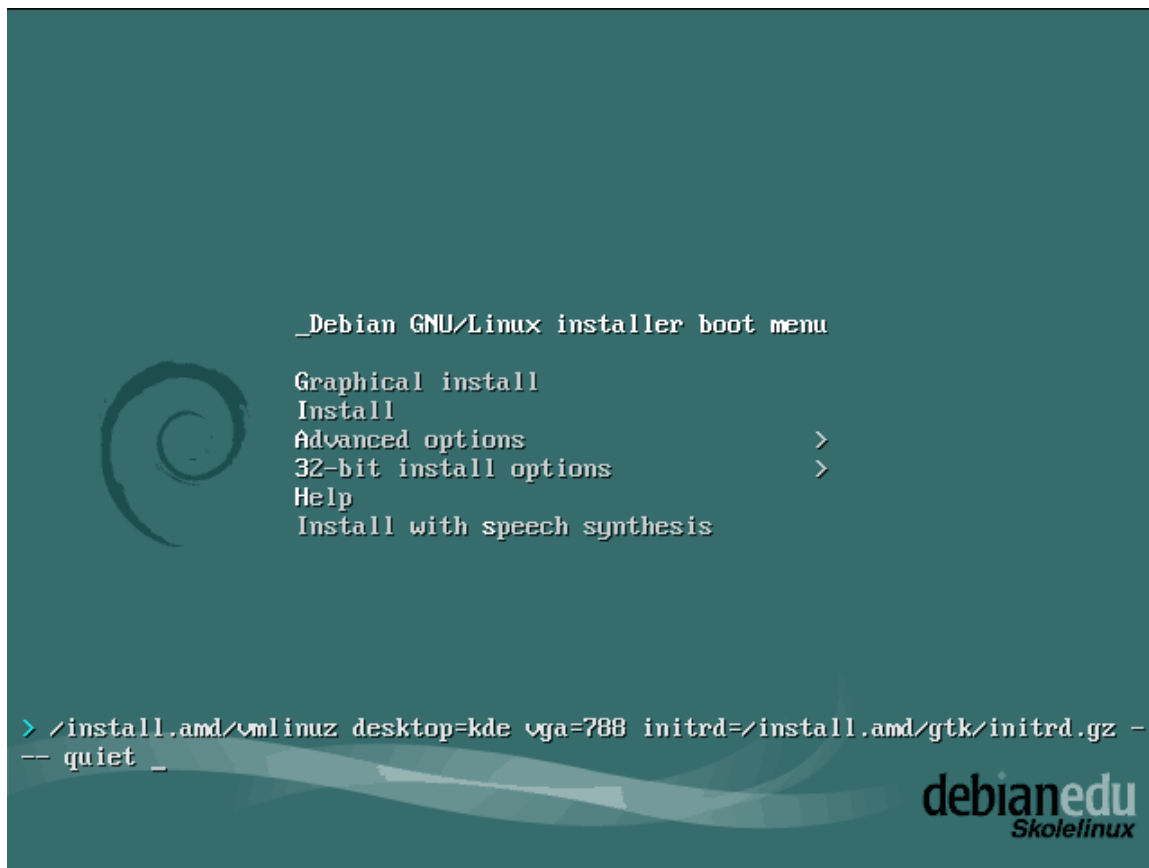 _Debian GNU/Linux installer boot menu
Graphical install
Install
Advanced options >
32-bit install options >
Help
Install with speech synthesis
> /install.amd/vmlinuz desktop=kde vga=788 initrd=/install.amd/gtk/initrd.gz -
-- quiet _
debianedu
Skolelinux